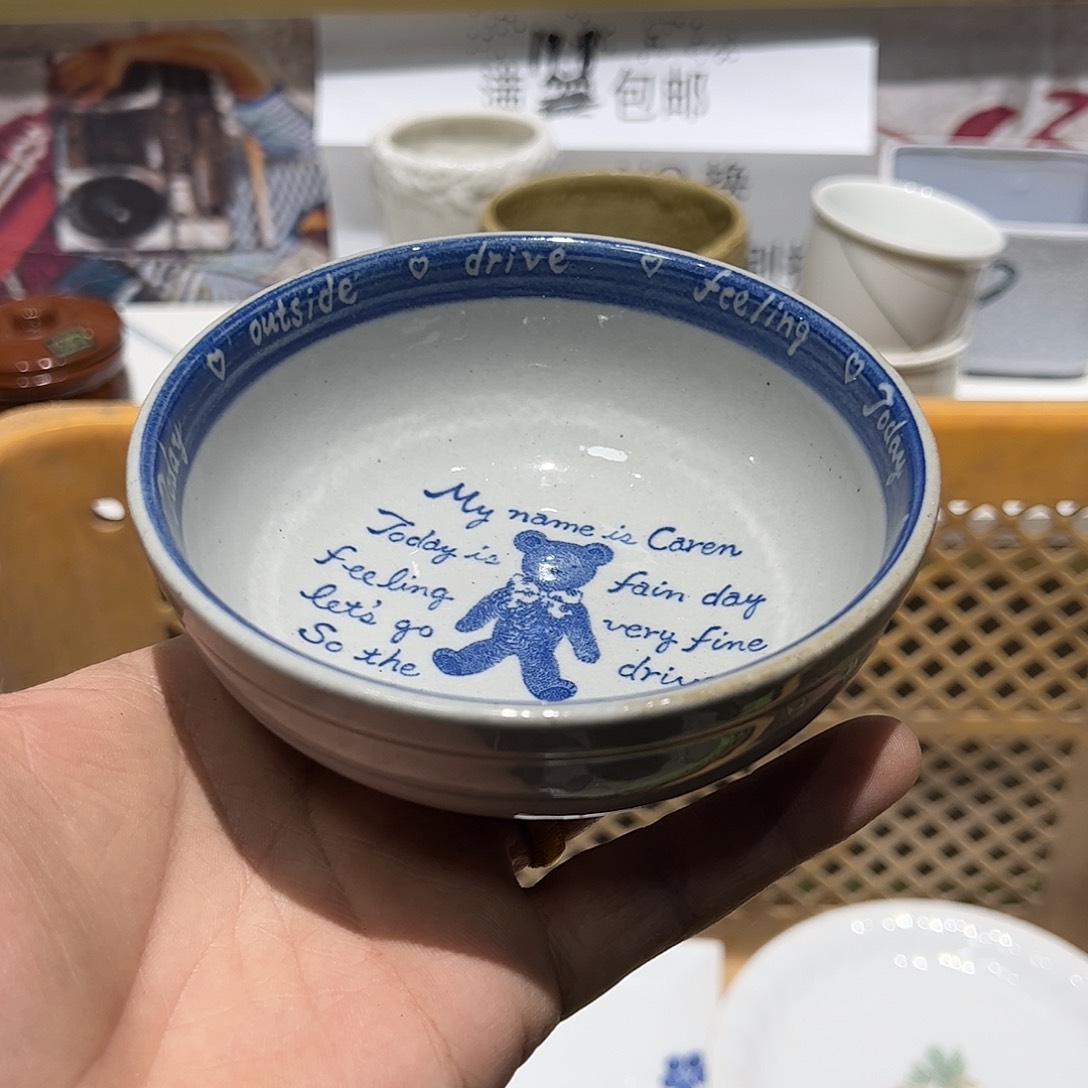 包邮
outside ♡ drive ♡ feeling ♡ Today
My name is Caren
Today is fain day
feeling very fine
let's go
So the